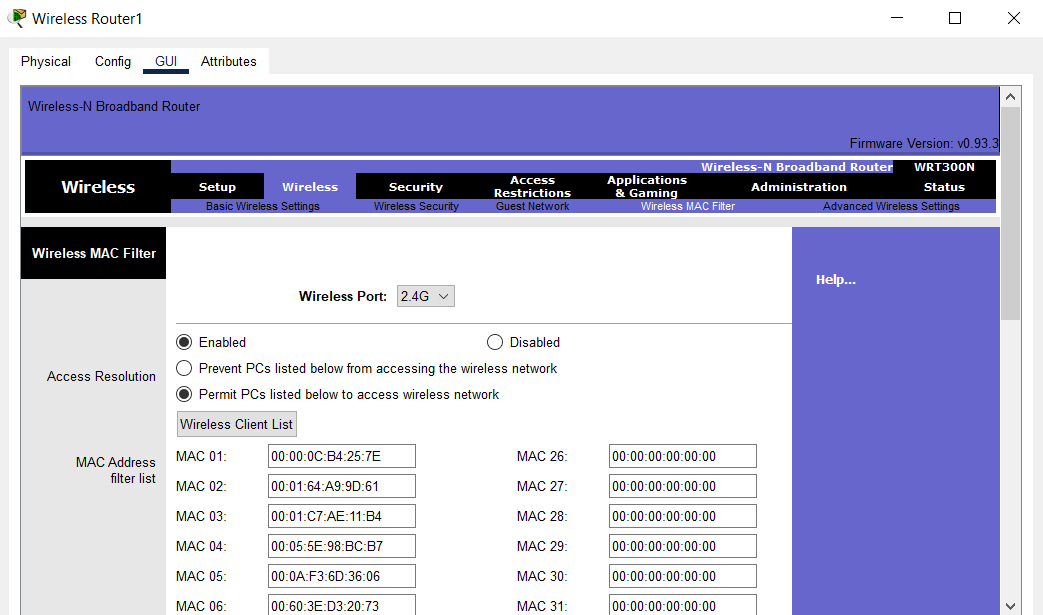 Wireless Router1
Physical Config GUI Attributes
Wireless-N Broadband Router
Firmware Version: v0.93.3
Wireless-N Broadband Router WRT300N
Wireless
Setup Wireless Security Access Restrictions Applications & Gaming Administration Status
Basic Wireless Settings Wireless Security Guest Network Wireless MAC Filter Advanced Wireless Settings
Wireless MAC Filter
Help...
Wireless Port: 2.4G
Enabled Disabled
Access Resolution
Prevent PCs listed below from accessing the wireless network
Permit PCs listed below to access wireless network
Wireless Client List
MAC Address
filter list
MAC 01: 00:00:0C:B4:25:7E MAC 26: 00:00:00:00:00:00
MAC 02: 00:01:64:A9:9D:61 MAC 27: 00:00:00:00:00:00
MAC 03: 00:01:C7:AE:11:B4 MAC 28: 00:00:00:00:00:00
MAC 04: 00:05:5E:98:BC:B7 MAC 29: 00:00:00:00:00:00
MAC 05: 00:0A:F3:6D:36:06 MAC 30: 00:00:00:00:00:00
MAC 06: 00:60:3E:D3:20:73 MAC 31: 00:00:00:00:00:00